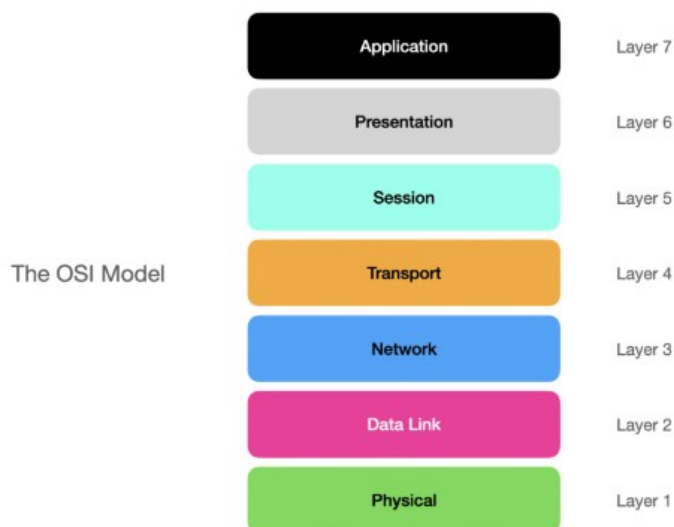 Application Layer 7
Presentation Layer 6
Session Layer 5
The OSI Model Transport Layer 4
Network Layer 3
Data Link Layer 2
Physical Layer 1